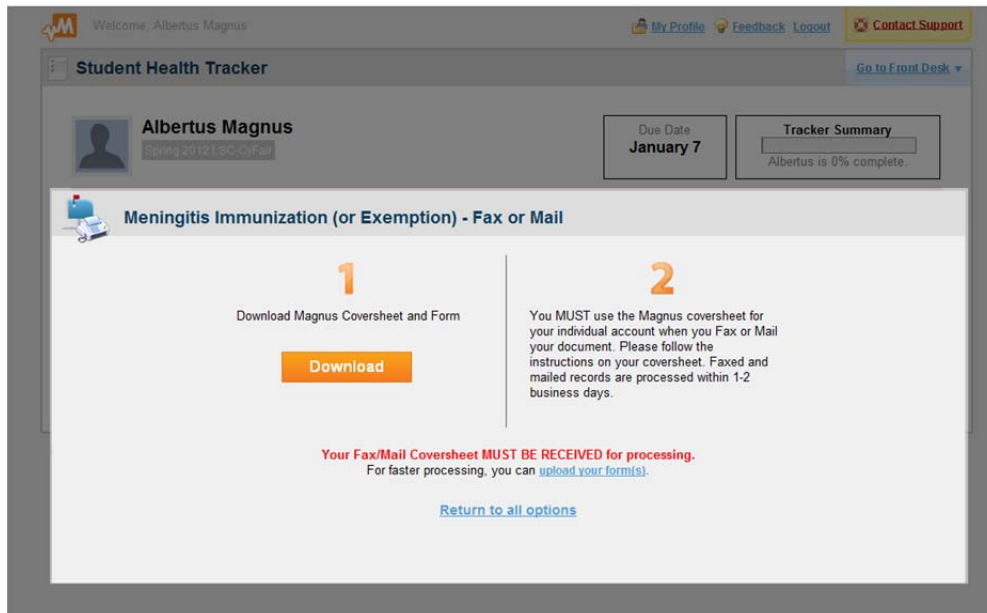 Welcome, Albertus Magnus
My Profile Feedback Logout Contact Support
Student Health Tracker
Go to Front Desk
Albertus Magnus
Spring 2012 LSC-CyFair
Due Date
January 7
Tracker Summary
Albertus is 0% complete.
Meningitis Immunization (or Exemption) - Fax or Mail
1
Download Magnus Coversheet and Form
Download
2
You MUST use the Magnus coversheet for
your individual account when you Fax or Mail
your document. Please follow the
instructions on your coversheet. Faxed and
mailed records are processed within 1-2
business days.
Your Fax/Mail Coversheet MUST BE RECEIVED for processing.
For faster processing, you can upload your form(s).
Return to all options